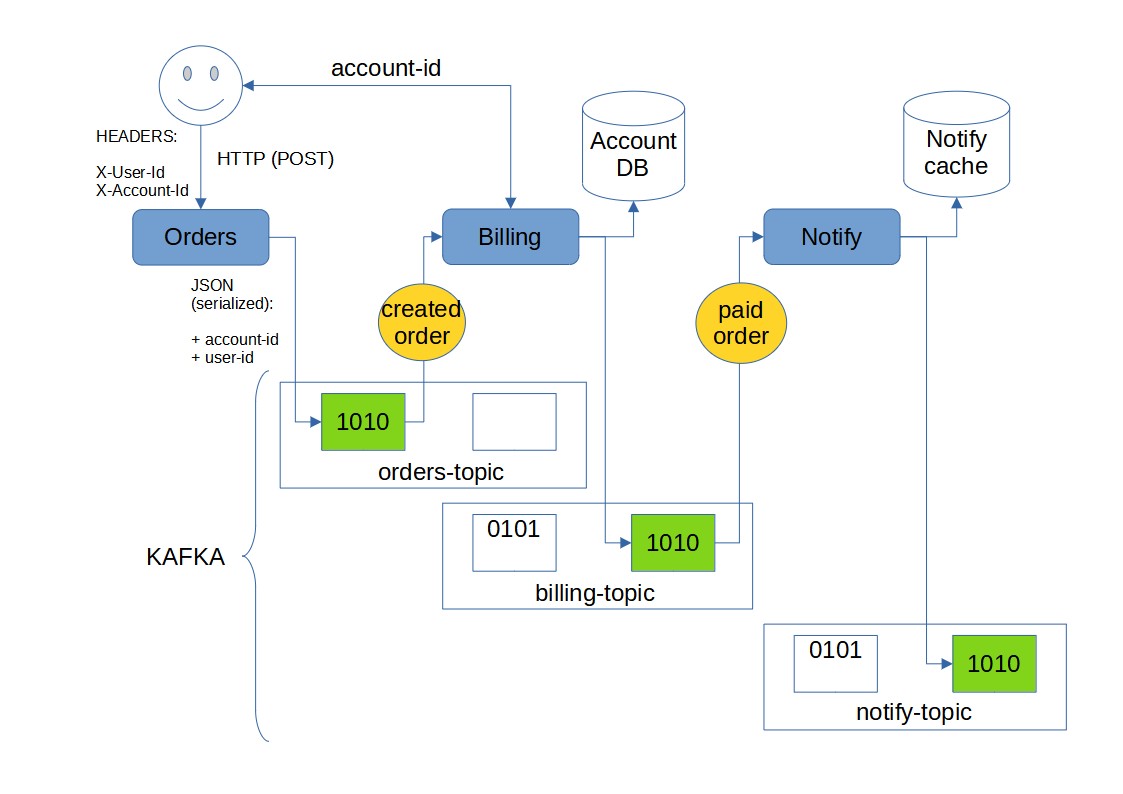 account-id
HEADERS:
X-User-Id
X-Account-Id
HTTP (POST)
Account
DB
Notify
cache
Orders
Billing
Notify
JSON
(serialized):
+ account-id
+ user-id
created
order
paid
order
1010
orders-topic
0101
1010
billing-topic
KAFKA
0101
1010
notify-topic